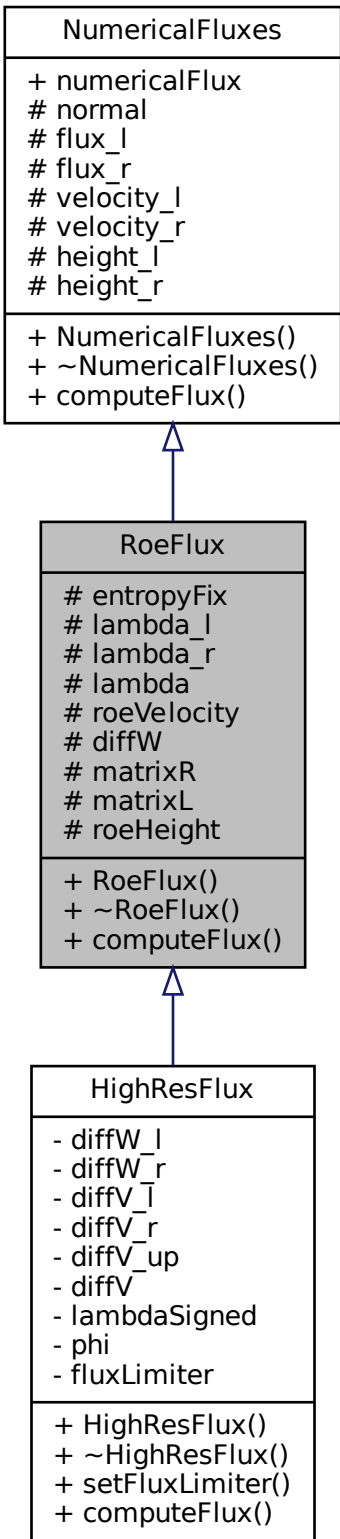 NumericalFluxes
+ numericalFlux
# normal
# flux_l
# flux_r
# velocity_l
# velocity_r
# height_l
# height_r
+ NumericalFluxes()
+ ~NumericalFluxes()
+ computeFlux()
RoeFlux
# entropyFix
# lambda_l
# lambda_r
# lambda
# roeVelocity
# diffW
# matrixR
# matrixL
# roeHeight
+ RoeFlux()
+ ~RoeFlux()
+ computeFlux()
HighResFlux
- diffW_l
- diffW_r
- diffV_l
- diffV_r
- diffV_up
- diffV
- lambdaSigned
- phi
- fluxLimiter
+ HighResFlux()
+ ~HighResFlux()
+ setFluxLimiter()
+ computeFlux()